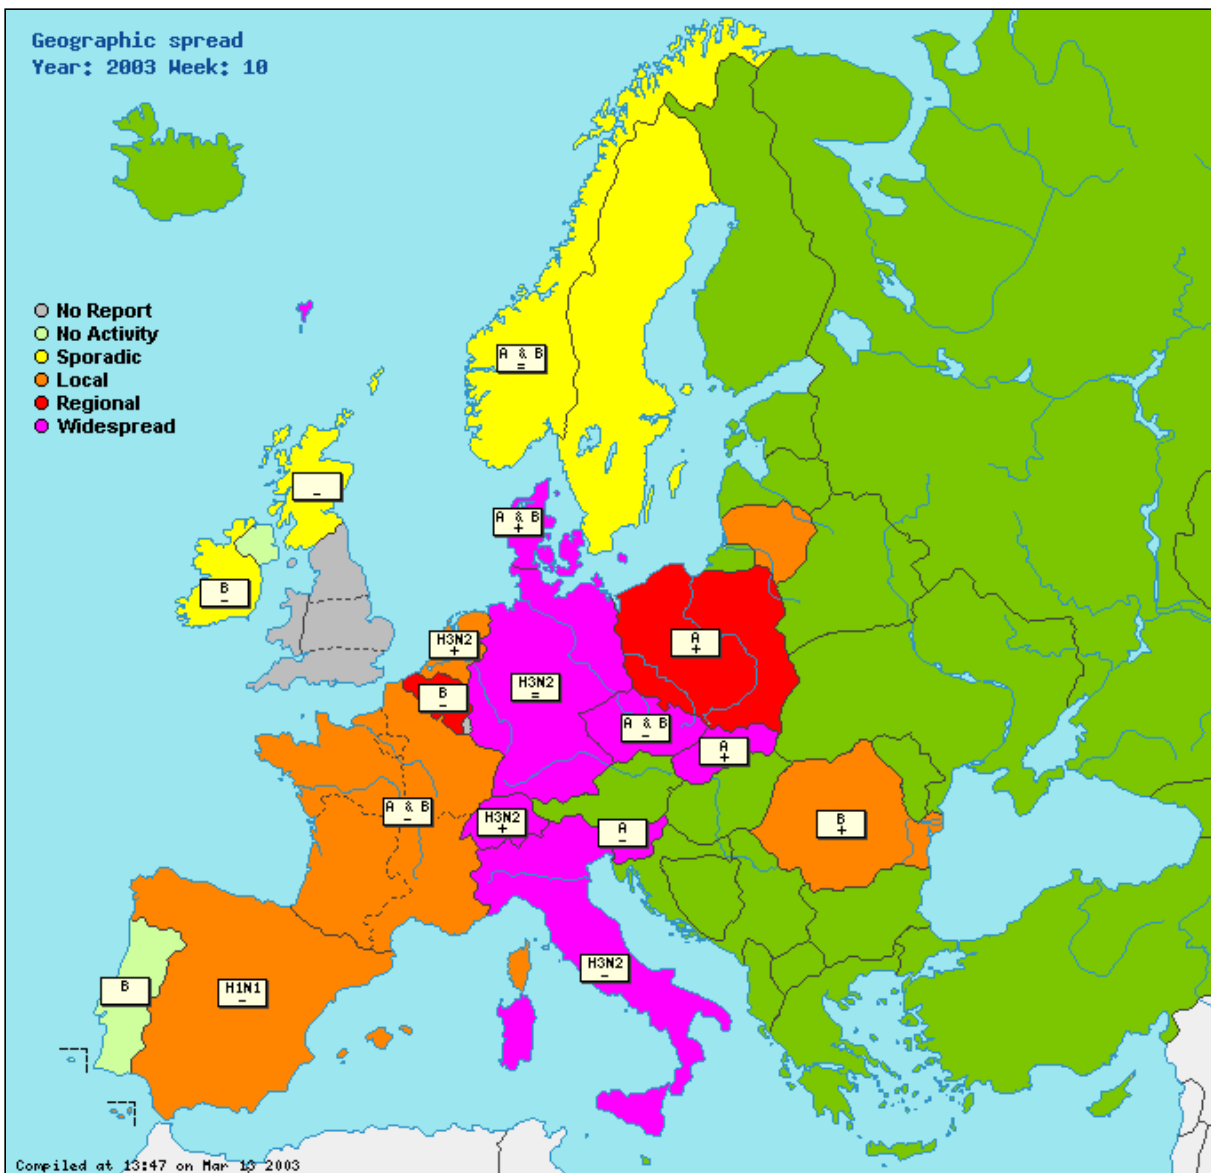 Geographic spread
Year: 2003 Week: 10
No Report
No Activity
Sporadic
Local
Regional
Widespread
A & B
=
-
A & B
+
B
-
H3N2
+
A
+
B
-
H3N2
=
A & B
-
A
+
A & B
-
H3N2
+
A
-
B
+
H3N2
-
B
H1N1
-
Compiled at 13:47 on Mar 13 2003